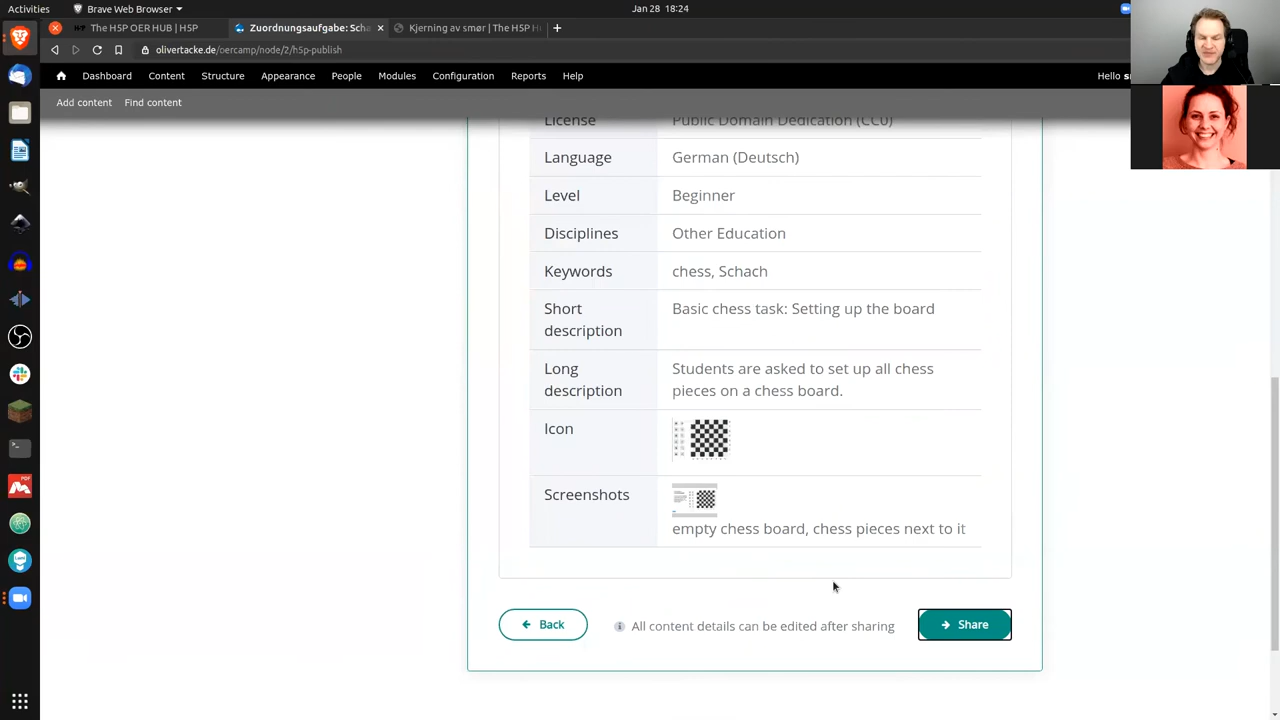 Activities
Brave Web Browser
Jan 28 18:24
The H5P OER HUB | H5P
Zuordnungsaufgabe: Scha
Kjerning av smør | The H5P H
olivertacke.de/oercamp/node/2/h5p-publish
Dashboard
Content
Structure
Appearance
People
Modules
Configuration
Reports
Help
Hello
Add content
Find content
License
Public Domain Dedication (CC0)
Language
German (Deutsch)
Level
Beginner
Disciplines
Other Education
Keywords
chess, Schach
Short
description
Basic chess task: Setting up the board
Long
description
Students are asked to set up all chess
pieces on a chess board.
Icon
Screenshots
empty chess board, chess pieces next to it
Back
All content details can be edited after sharing
Share